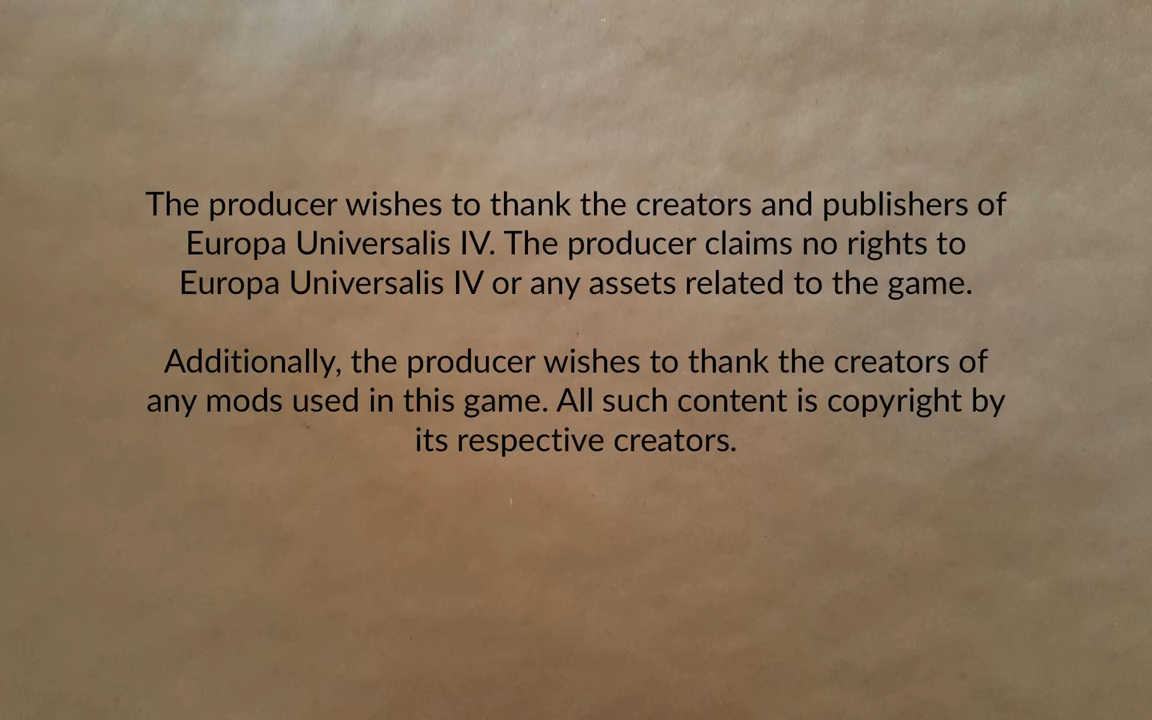 The producer wishes to thank the creators and publishers of
Europa Universalis IV. The producer claims no rights to
Europa Universalis IV or any assets related to the game.
Additionally, the producer wishes to thank the creators of
any mods used in this game. All such content is copyright by
its respective creators.